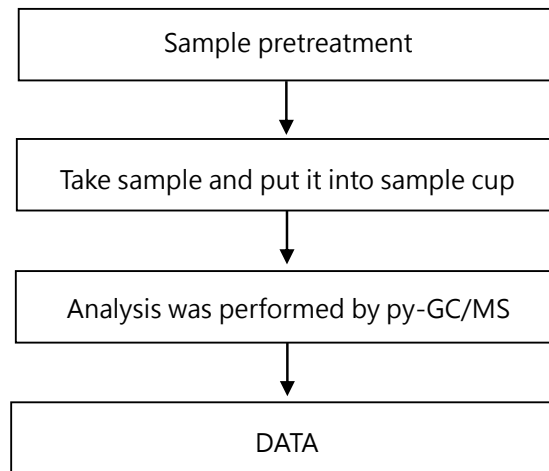 Sample pretreatment
Take sample and put it into sample cup
Analysis was performed by py-GC/MS
DATA